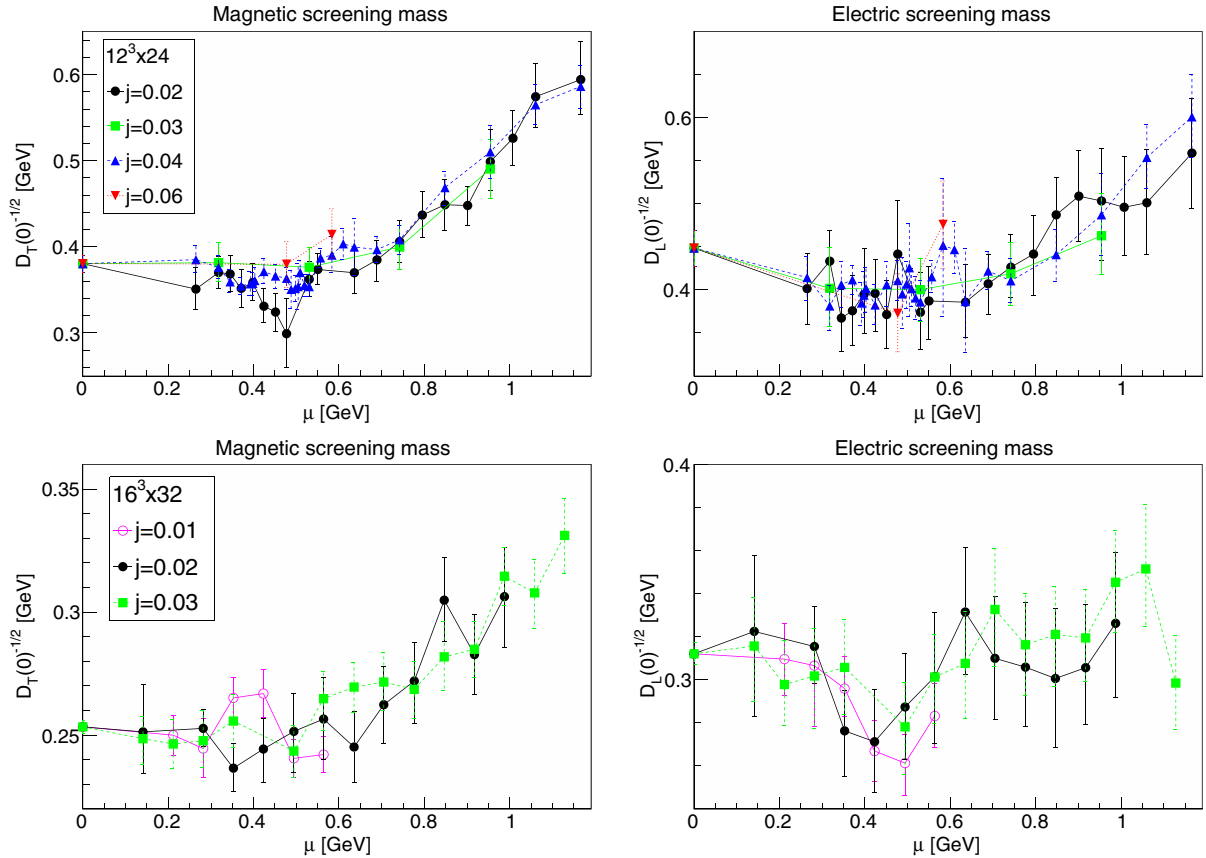 Magnetic screening mass
D_T(0)^{-1/2} [GeV]
0.6
0.5
0.4
0.3
12³x24
j=0.02
j=0.03
j=0.04
j=0.06
0 0.2 0.4 0.6 0.8 1
μ [GeV]
Electric screening mass
D_L(0)^{-1/2} [GeV]
0.6
0.4
0 0.2 0.4 0.6 0.8 1
μ [GeV]
Magnetic screening mass
D_T(0)^{-1/2} [GeV]
0.35
0.3
0.25
16³x32
j=0.01
j=0.02
j=0.03
0 0.2 0.4 0.6 0.8 1
μ [GeV]
Electric screening mass
D_L(0)^{-1/2} [GeV]
0.4
0.3
0 0.2 0.4 0.6 0.8 1
μ [GeV]